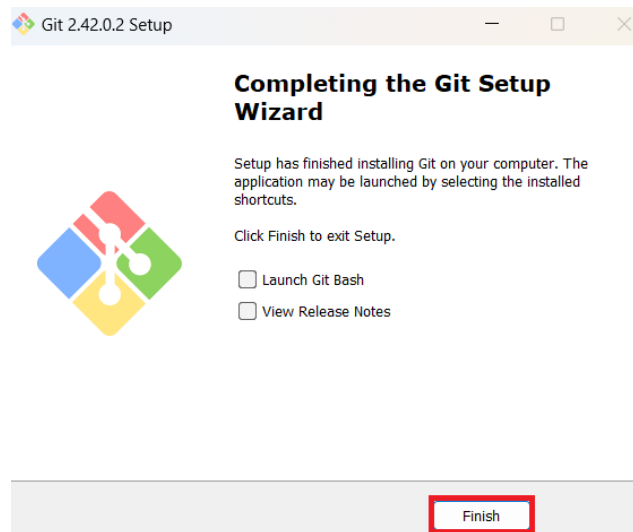 Git 2.42.0.2 Setup
Completing the Git Setup
Wizard
Setup has finished installing Git on your computer. The
application may be launched by selecting the installed
shortcuts.
Click Finish to exit Setup.
Launch Git Bash
View Release Notes
Finish